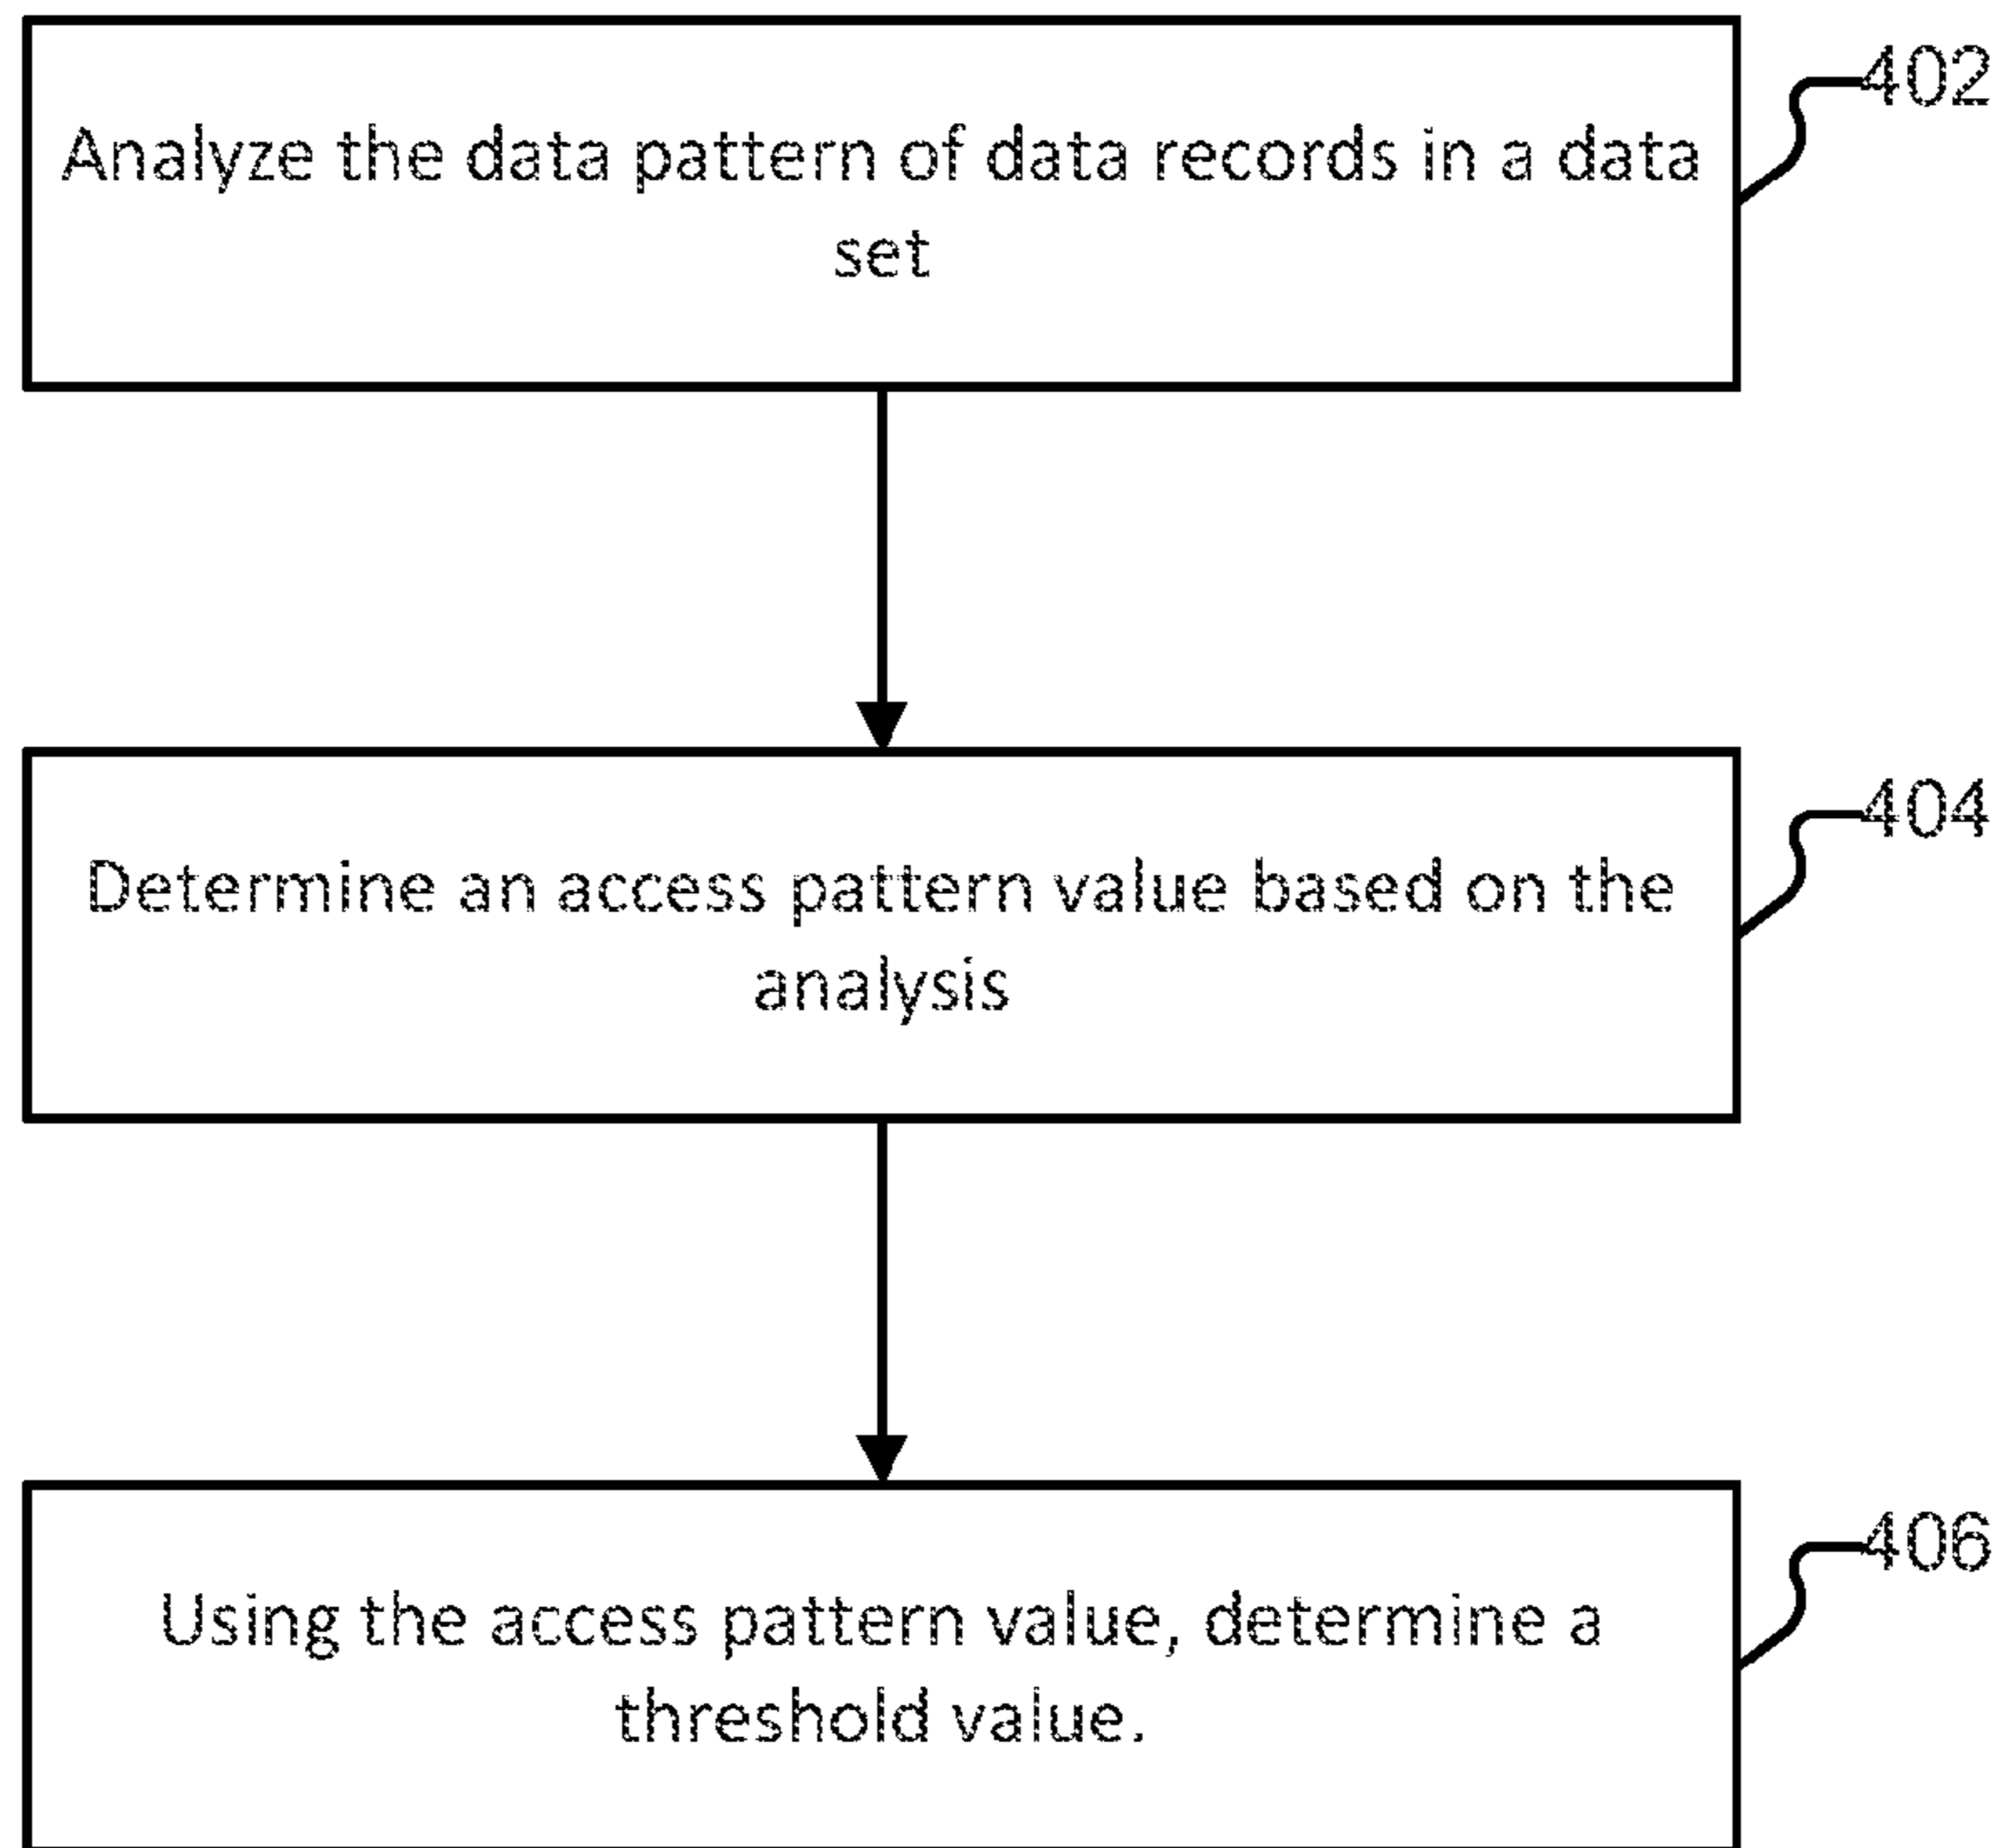 402
Analyze the data pattern of data records in a data
set
404
Determine an access pattern value based on the
analysis
406
Using the access pattern value, determine a
threshold value.